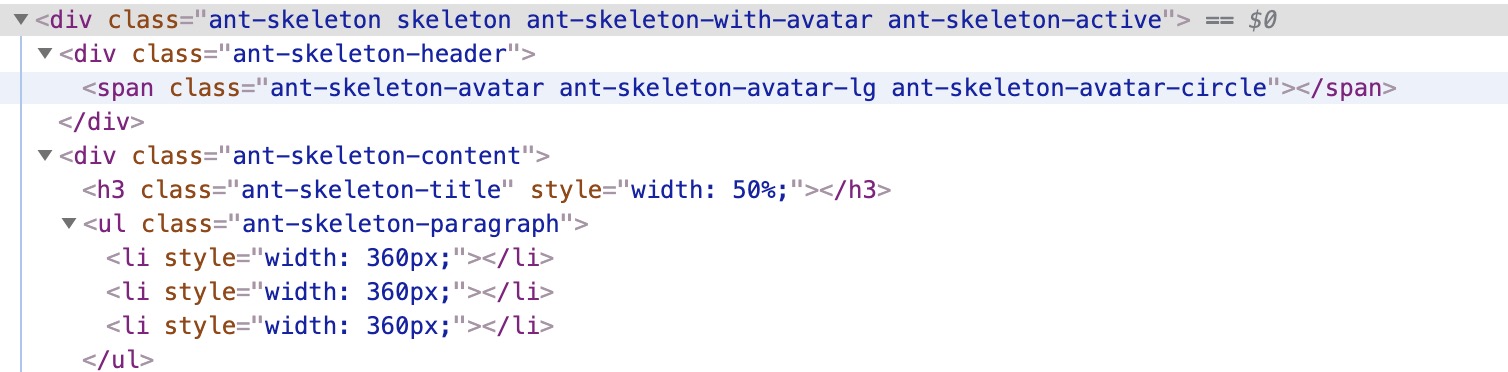 ▼<div class="ant-skeleton skeleton ant-skeleton-with-avatar ant-skeleton-active"> == $0
▼<div class="ant-skeleton-header">
<span class="ant-skeleton-avatar ant-skeleton-avatar-lg ant-skeleton-avatar-circle"></span>
</div>
▼<div class="ant-skeleton-content">
<h3 class="ant-skeleton-title" style="width: 50%;"></h3>
▼<ul class="ant-skeleton-paragraph">
<li style="width: 360px;"></li>
<li style="width: 360px;"></li>
<li style="width: 360px;"></li>
</ul>